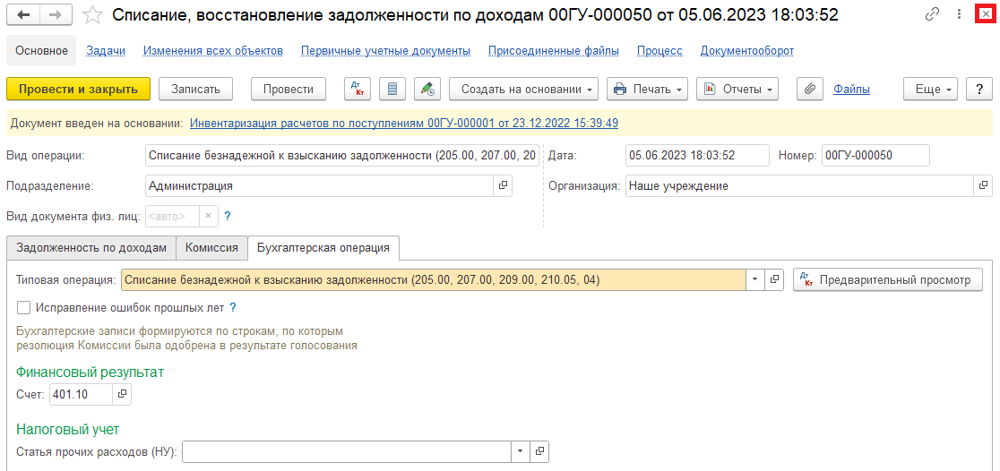 Списание, восстановление задолженности по доходам 00ГУ-000050 от 05.06.2023 18:03:52
Основное Задачи Изменения всех объектов Первичные учетные документы Присоединенные файлы Процесс Документооборот
Провести и закрыть Записать Провести Дт Кт Создать на основании Печать Отчеты Файлы Еще ?
Документ введен на основании: Инвентаризация расчетов по поступлениям 00ГУ-000001 от 23.12.2022 15:39:49
Вид операции: Списание безнадежной к взысканию задолженности (205.00, 207.00, 20 Дата: 05.06.2023 18:03:52 Номер: 00ГУ-000050
Подразделение: Администрация Организация: Наше учреждение
Вид документа физ. лиц: <авто> × ?
Задолженность по доходам Комиссия Бухгалтерская операция
Типовая операция: Списание безнадежной к взысканию задолженности (205.00, 207.00, 209.00, 210.05, 04) Дт Кт Предварительный просмотр
Исправление ошибок прошлых лет ?
Бухгалтерские записи формируются по строкам, по которым
резолюция Комиссии была одобрена в результате голосования
Финансовый результат
Счет: 401.10
Налоговый учет
Статья прочих расходов (НУ):